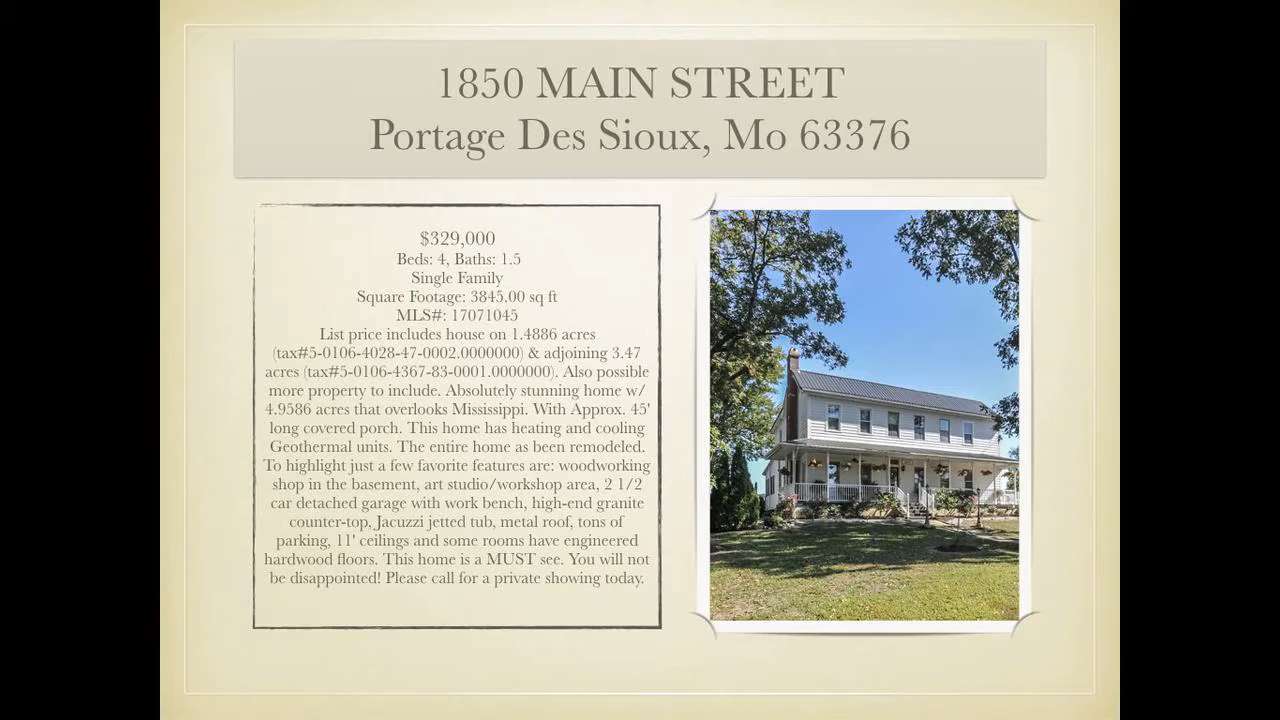 1850 MAIN STREET
Portage Des Sioux, Mo 63376
$329,000
Beds: 4, Baths: 1.5
Single Family
Square Footage: 3845.00 sq ft
MLS#: 17071045
List price includes house on 1.4886 acres
(tax#5-0106-4028-47-0002.0000000) & adjoining 3.47
acres (tax#5-0106-4367-83-0001.0000000). Also possible
more property to include. Absolutely stunning home w/
4.9586 acres that overlooks Mississippi. With Approx. 45'
long covered porch. This home has heating and cooling
Geothermal units. The entire home as been remodeled.
To highlight just a few favorite features are: woodworking
shop in the basement, art studio/workshop area, 2 1/2
car detached garage with work bench, high-end granite
counter-top, Jacuzzi jetted tub, metal roof, tons of
parking, 11' ceilings and some rooms have engineered
hardwood floors. This home is a MUST see. You will not
be disappointed! Please call for a private showing today.